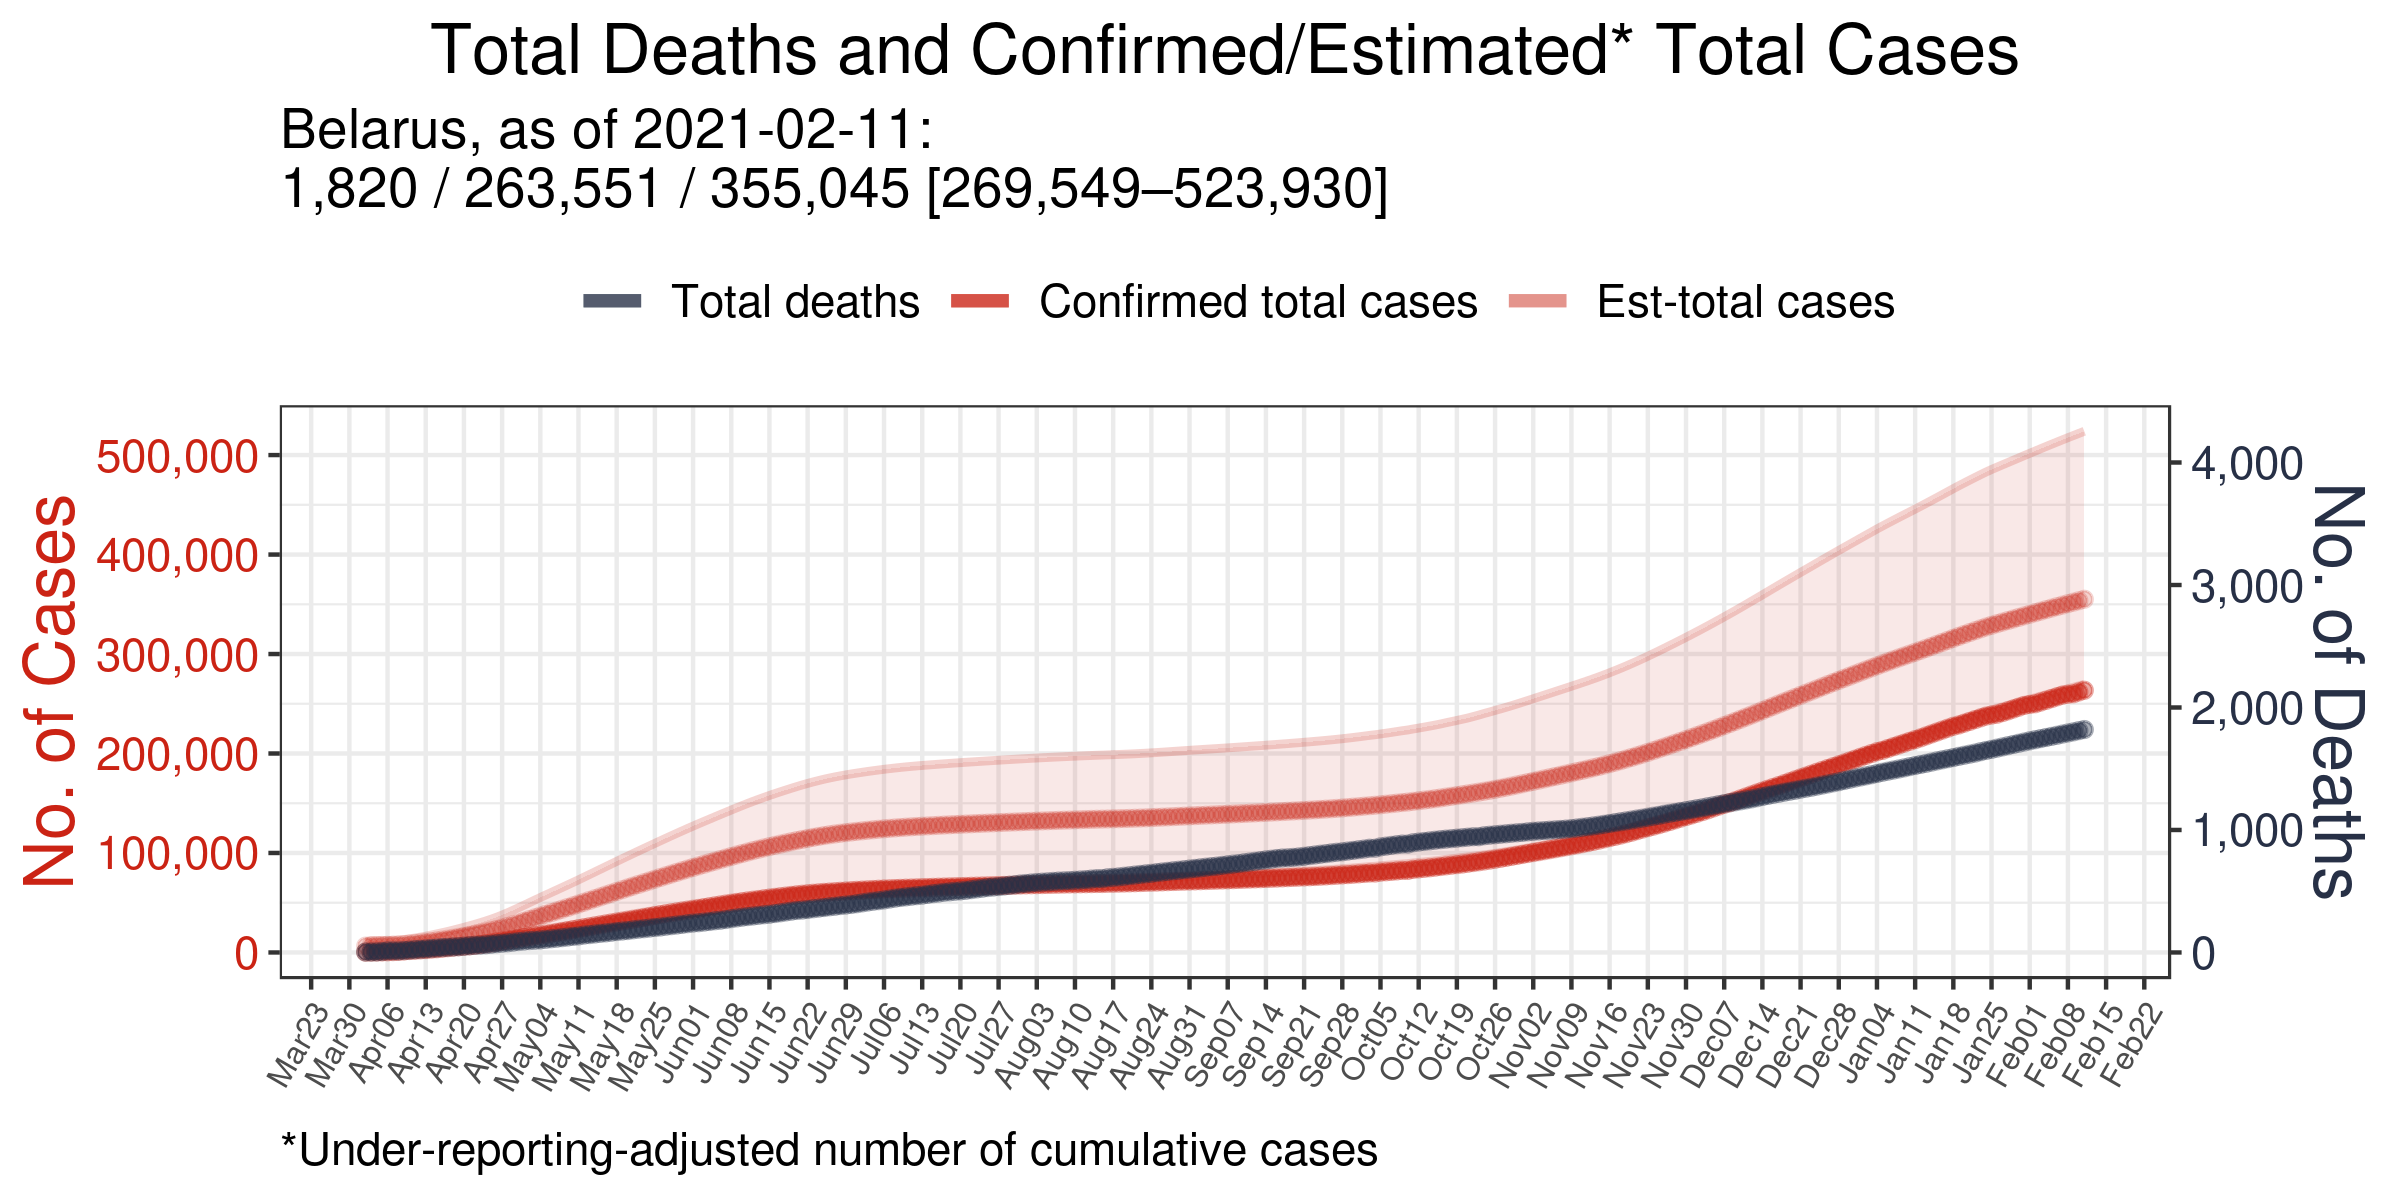 Total Deaths and Confirmed/Estimated* Total Cases
Belarus, as of 2021-02-11:
1,820 / 263,551 / 355,045 [269,549–523,930]
Total deaths
Confirmed total cases
Est-total cases
No. of Cases
500,000
400,000
300,000
200,000
100,000
0
4,000
3,000
2,000
1,000
0
No. of Deaths
Mar23
Mar30
Apr06
Apr13
Apr20
Apr27
May04
May11
May18
May25
Jun01
Jun08
Jun15
Jun22
Jun29
Jul06
Jul13
Jul20
Jul27
Aug03
Aug10
Aug17
Aug24
Aug31
Sep07
Sep14
Sep21
Sep28
Oct05
Oct12
Oct19
Oct26
Nov02
Nov09
Nov16
Nov23
Nov30
Dec07
Dec14
Dec21
Dec28
Jan04
Jan11
Jan18
Jan25
Feb01
Feb08
Feb15
Feb22
*Under-reporting-adjusted number of cumulative cases